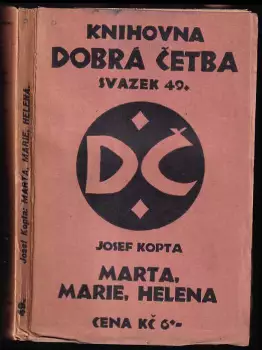 KNIHOVNA
DOBRÁ ČETBA
SVAZEK 49.
DČ
JOSEF KOPTA
MARTA,
MARIE, HELENA
CENA KČ 6·-
Josef Kopta: MARTA, MARIE, HELENA.
49.